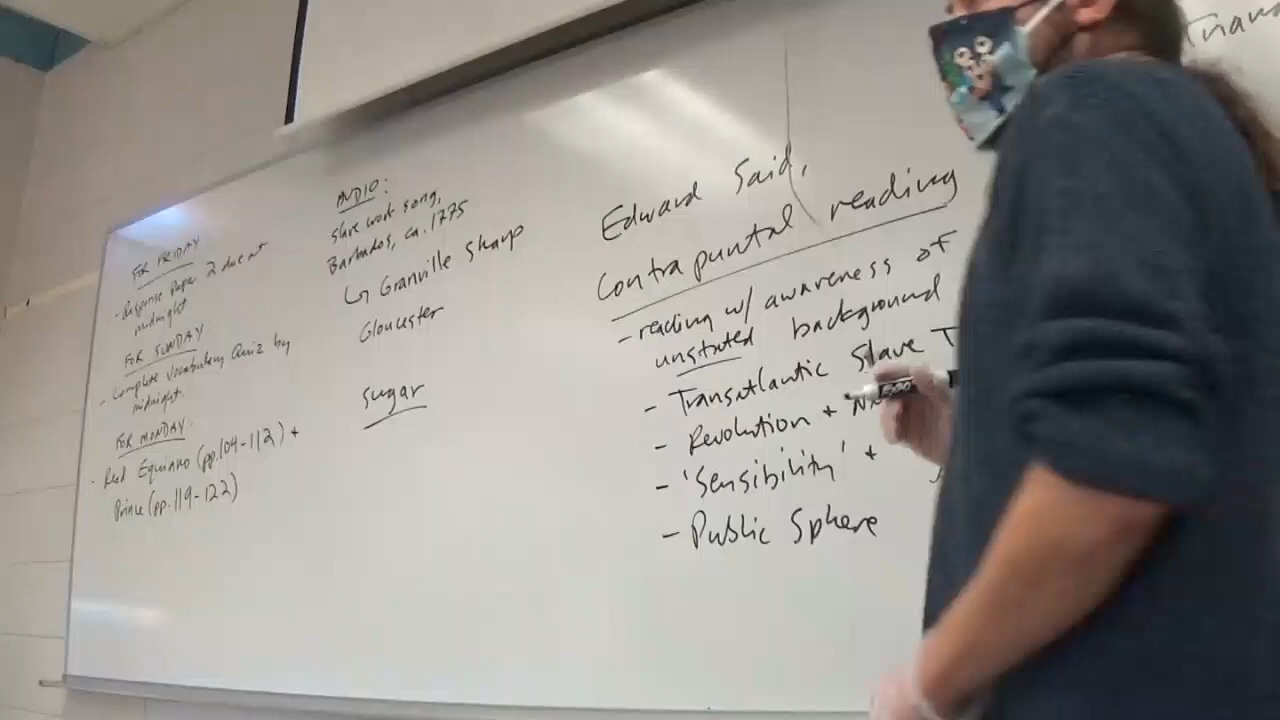 FOR FRIDAY
- Response Paper 2 due at
midnight
FOR SUNDAY
- Complete Vocabulary Quiz by
midnight.
FOR MONDAY:
- Read Equiano (pp. 104-112) +
Prince (pp. 119-122)
AUDIO:
slave work song,
Barbados, ca. 1775
↳ Granville Sharp
Gloucester
sugar
Edward Said,
Contrapuntal reading
- reading w/ awareness of
unstated background
- Transatlantic Slave T
- Revolution +
- 'Sensibility' +
- Public Sphere
Trans
EXPO